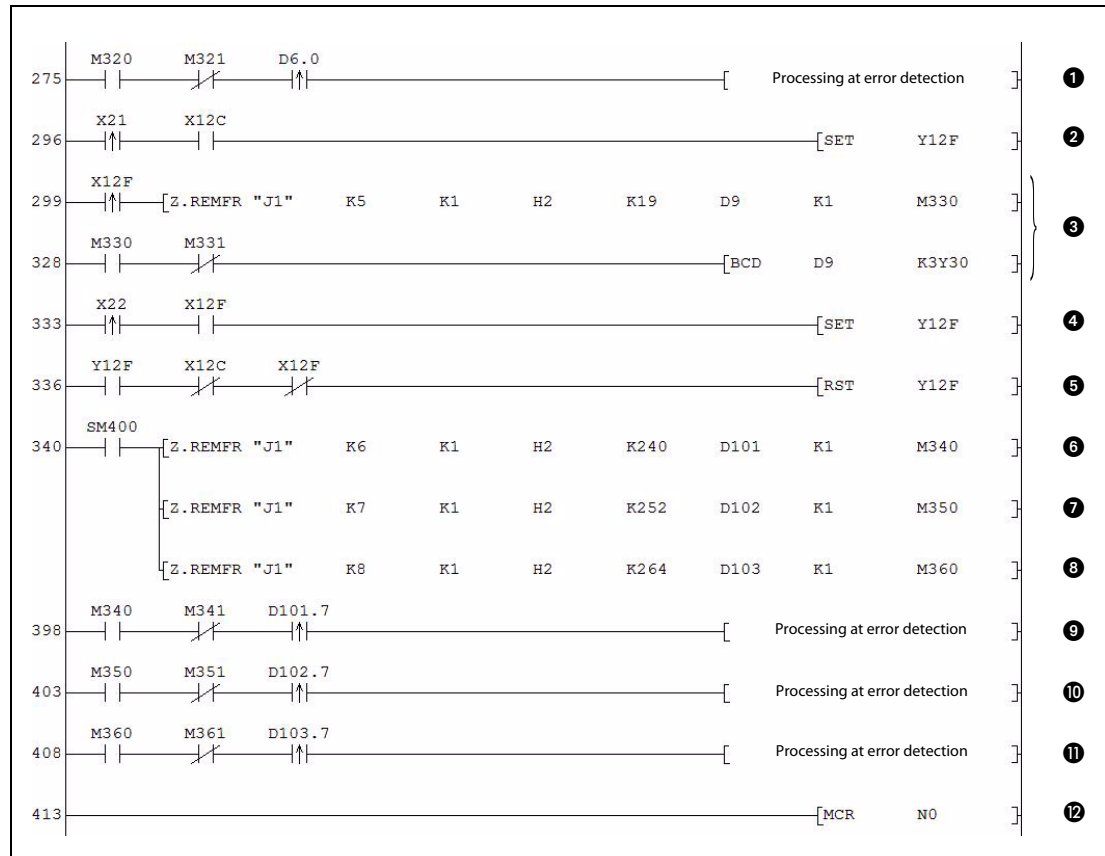 M320 M321 D6.0
275 Processing at error detection ❶
X21 X12C
296 SET Y12F ❷
X12F
299 Z.REMFR "J1" K5 K1 H2 K19 D9 K1 M330
❸
M330 M331
328 BCD D9 K3Y30
X22 X12F
333 SET Y12F ❹
Y12F X12C X12F
336 RST Y12F ❺
SM400
340 Z.REMFR "J1" K6 K1 H2 K240 D101 K1 M340 ❻
Z.REMFR "J1" K7 K1 H2 K252 D102 K1 M350 ❼
Z.REMFR "J1" K8 K1 H2 K264 D103 K1 M360 ❽
M340 M341 D101.7
398 Processing at error detection ❾
M350 M351 D102.7
403 Processing at error detection ❿
M360 M361 D103.7
408 Processing at error detection ⓫
413 MCR N0 ⓬